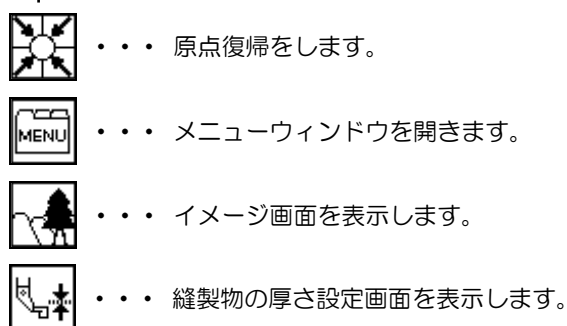 ・・・ 原点復帰をします。
MENU ・・・ メニューウィンドウを開きます。
・・・ イメージ画面を表示します。
・・・ 縫製物の厚さ設定画面を表示します。